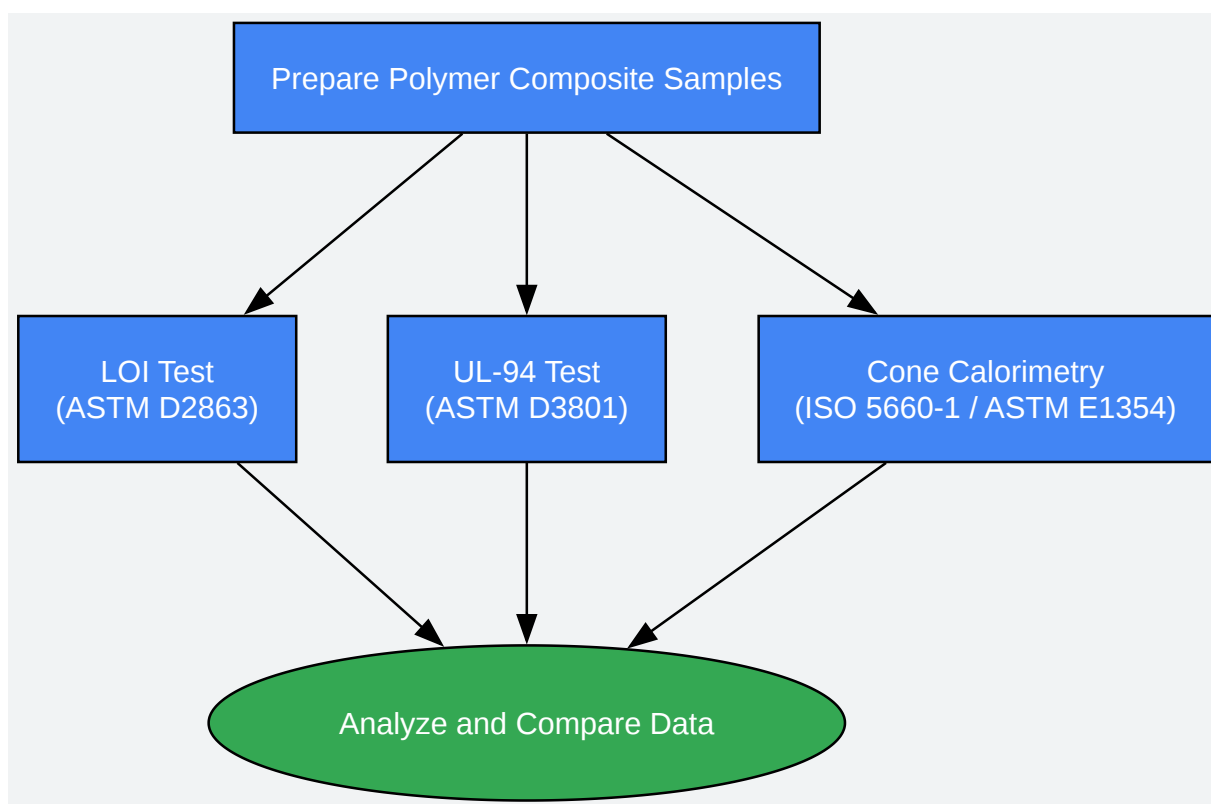 Prepare Polymer Composite Samples
LOI Test
(ASTM D2863)
UL-94 Test
(ASTM D3801)
Cone Calorimetry
(ISO 5660-1 / ASTM E1354)
Analyze and Compare Data